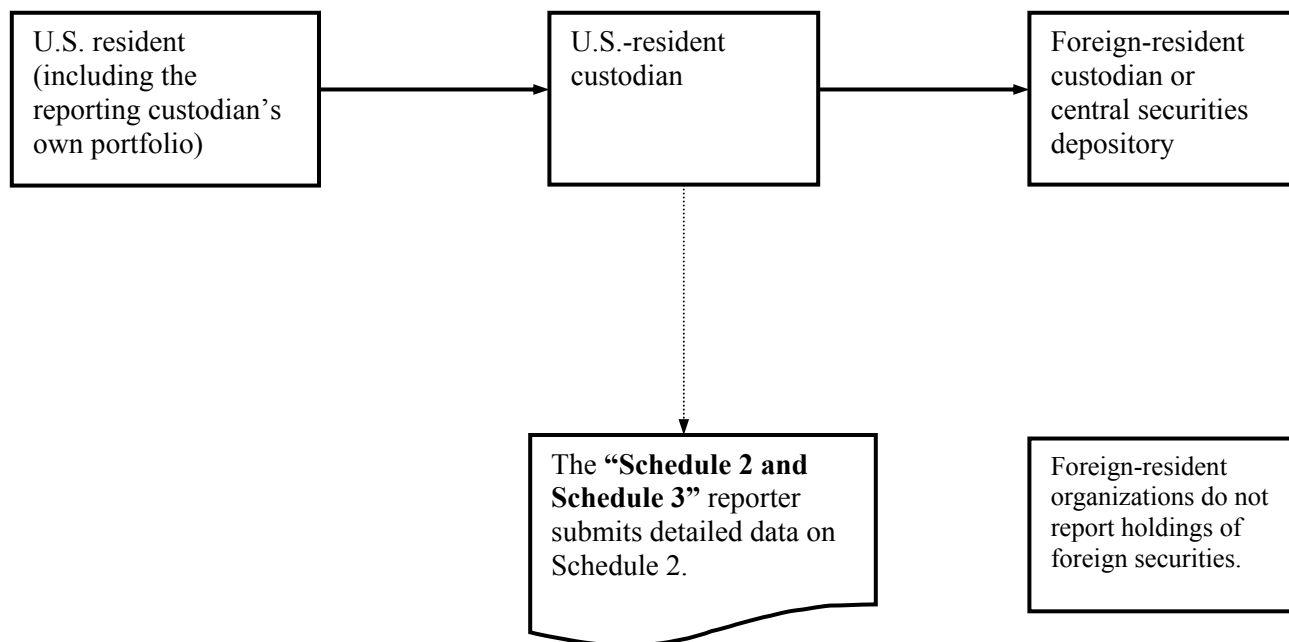 U.S. resident
(including the
reporting custodian’s
own portfolio)
U.S.-resident
custodian
Foreign-resident
custodian or
central securities
depository
The “Schedule 2 and
Schedule 3” reporter
submits detailed data on
Schedule 2.
Foreign-resident
organizations do not
report holdings of
foreign securities.